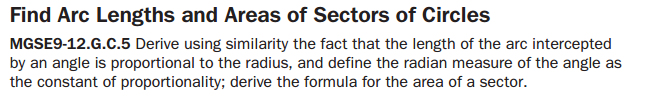 Find Arc Lengths and Areas of Sectors of Circles
MGSE9-12.G.C.5 Derive using similarity the fact that the length of the arc intercepted
by an angle is proportional to the radius, and define the radian measure of the angle as
the constant of proportionality; derive the formula for the area of a sector.